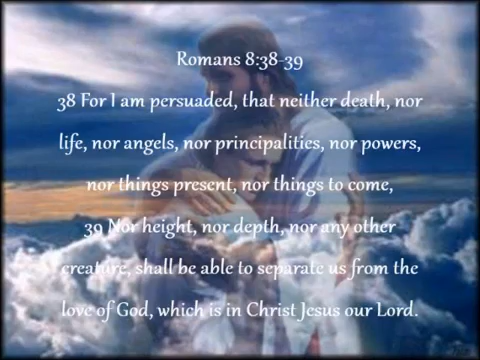 Romans 8:38-39
38 For I am persuaded, that neither death, nor
life, nor angels, nor principalities, nor powers,
nor things present, nor things to come,
39 Nor height, nor depth, nor any other
creature, shall be able to separate us from the
love of God, which is in Christ Jesus our Lord.